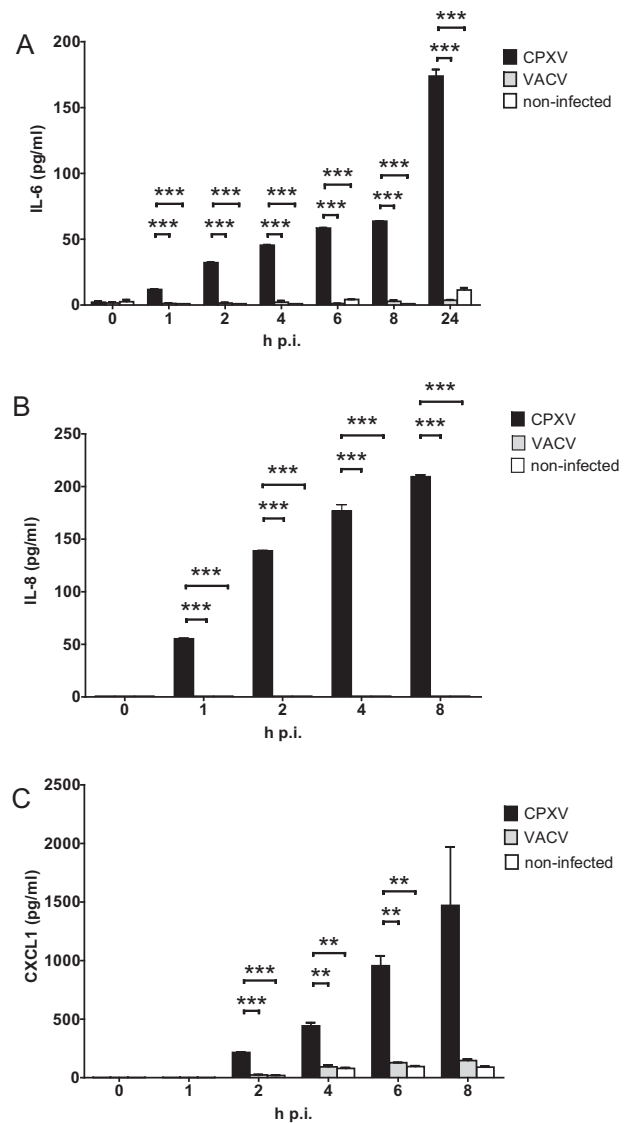 A
200
150
100
50
0
IL-6 (pg/ml)
*** *** *** *** *** ***
*** *** *** *** *** ***
0 1 2 4 6 8 24
h p.i.
CPXV
VACV
non-infected
B
250
200
150
100
50
0
IL-8 (pg/ml)
*** *** *** ***
*** *** *** ***
0 1 2 4 8
h p.i.
CPXV
VACV
non-infected
C
2500
2000
1500
1000
500
0
CXCL1 (pg/ml)
*** ** **
*** ** **
0 1 2 4 6 8
h p.i.
CPXV
VACV
non-infected